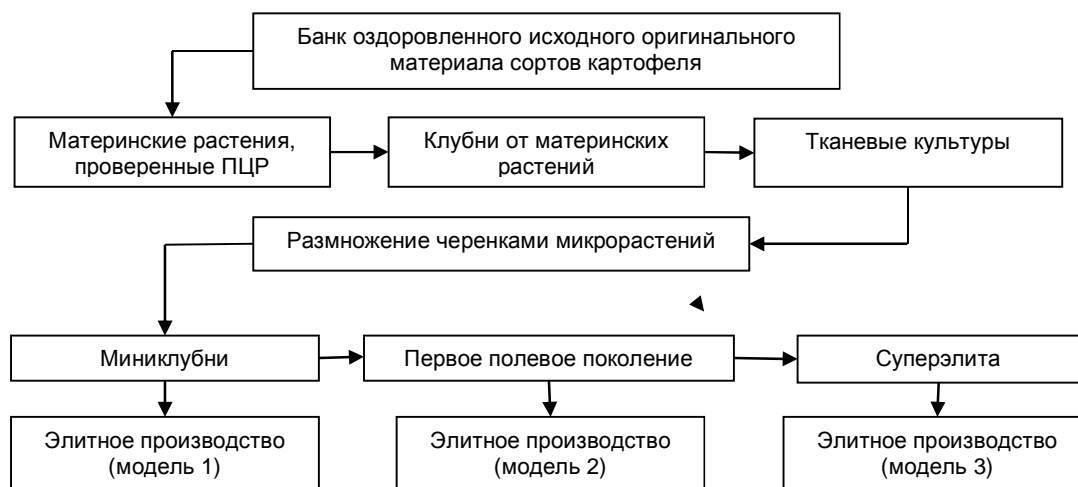 Банк оздоровленного исходного оригинального
материала сортов картофеля
Материнские растения,
проверенные ПЦР
Клубни от материнских
растений
Тканевые культуры
Размножение черенками микрорастений
Миниклубни
Первое полевое поколение
Суперэлита
Элитное производство
(модель 1)
Элитное производство
(модель 2)
Элитное производство
(модель 3)